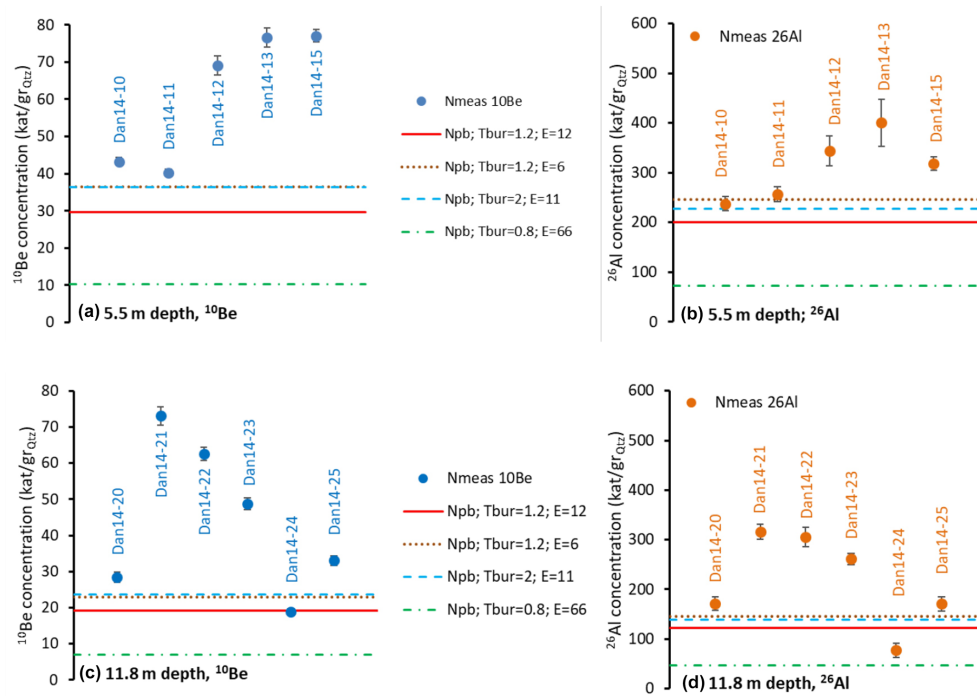 80
70
60
50
40
30
20
10
0
¹⁰Be concentration (kat/gr_Qtz)
Dan14-10
Dan14-11
Dan14-12
Dan14-13
Dan14-15
Nmeas 10Be
Npb; Tbur=1.2; E=12
Npb; Tbur=1.2; E=6
Npb; Tbur=2; E=11
Npb; Tbur=0.8; E=66
(a) 5.5 m depth, ¹⁰Be
600
500
400
300
200
100
0
²⁶Al concentration (kat/gr_Qtz)
Nmeas 26Al
Dan14-10
Dan14-11
Dan14-12
Dan14-13
Dan14-15
(b) 5.5 m depth; ²⁶Al
80
70
60
50
40
30
20
10
0
¹⁰Be concentration (kat/gr_Qtz)
Dan14-20
Dan14-21
Dan14-22
Dan14-23
Dan14-24
Dan14-25
Nmeas 10Be
Npb; Tbur=1.2; E=12
Npb; Tbur=1.2; E=6
Npb; Tbur=2; E=11
Npb; Tbur=0.8; E=66
(c) 11.8 m depth, ¹⁰Be
600
500
400
300
200
100
0
²⁶Al concentration (kat/gr_Qtz)
Nmeas 26Al
Dan14-20
Dan14-21
Dan14-22
Dan14-23
Dan14-24
Dan14-25
(d) 11.8 m depth, ²⁶Al